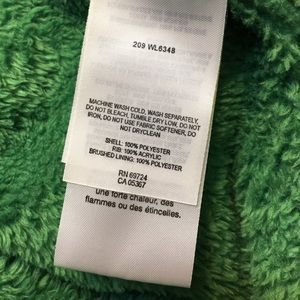 209 WL6348
MACHINE WASH COLD, WASH SEPARATELY,
DO NOT BLEACH, TUMBLE DRY LOW, DO NOT
IRON, DO NOT USE FABRIC SOFTENER, DO
NOT DRYCLEAN
SHELL: 100% POLYESTER
RIB: 100% ACRYLIC
BRUSHED LINING: 100% POLYESTER
RN 69724
CA 05367
une forte chaleur, des
flammes ou des étincelles.